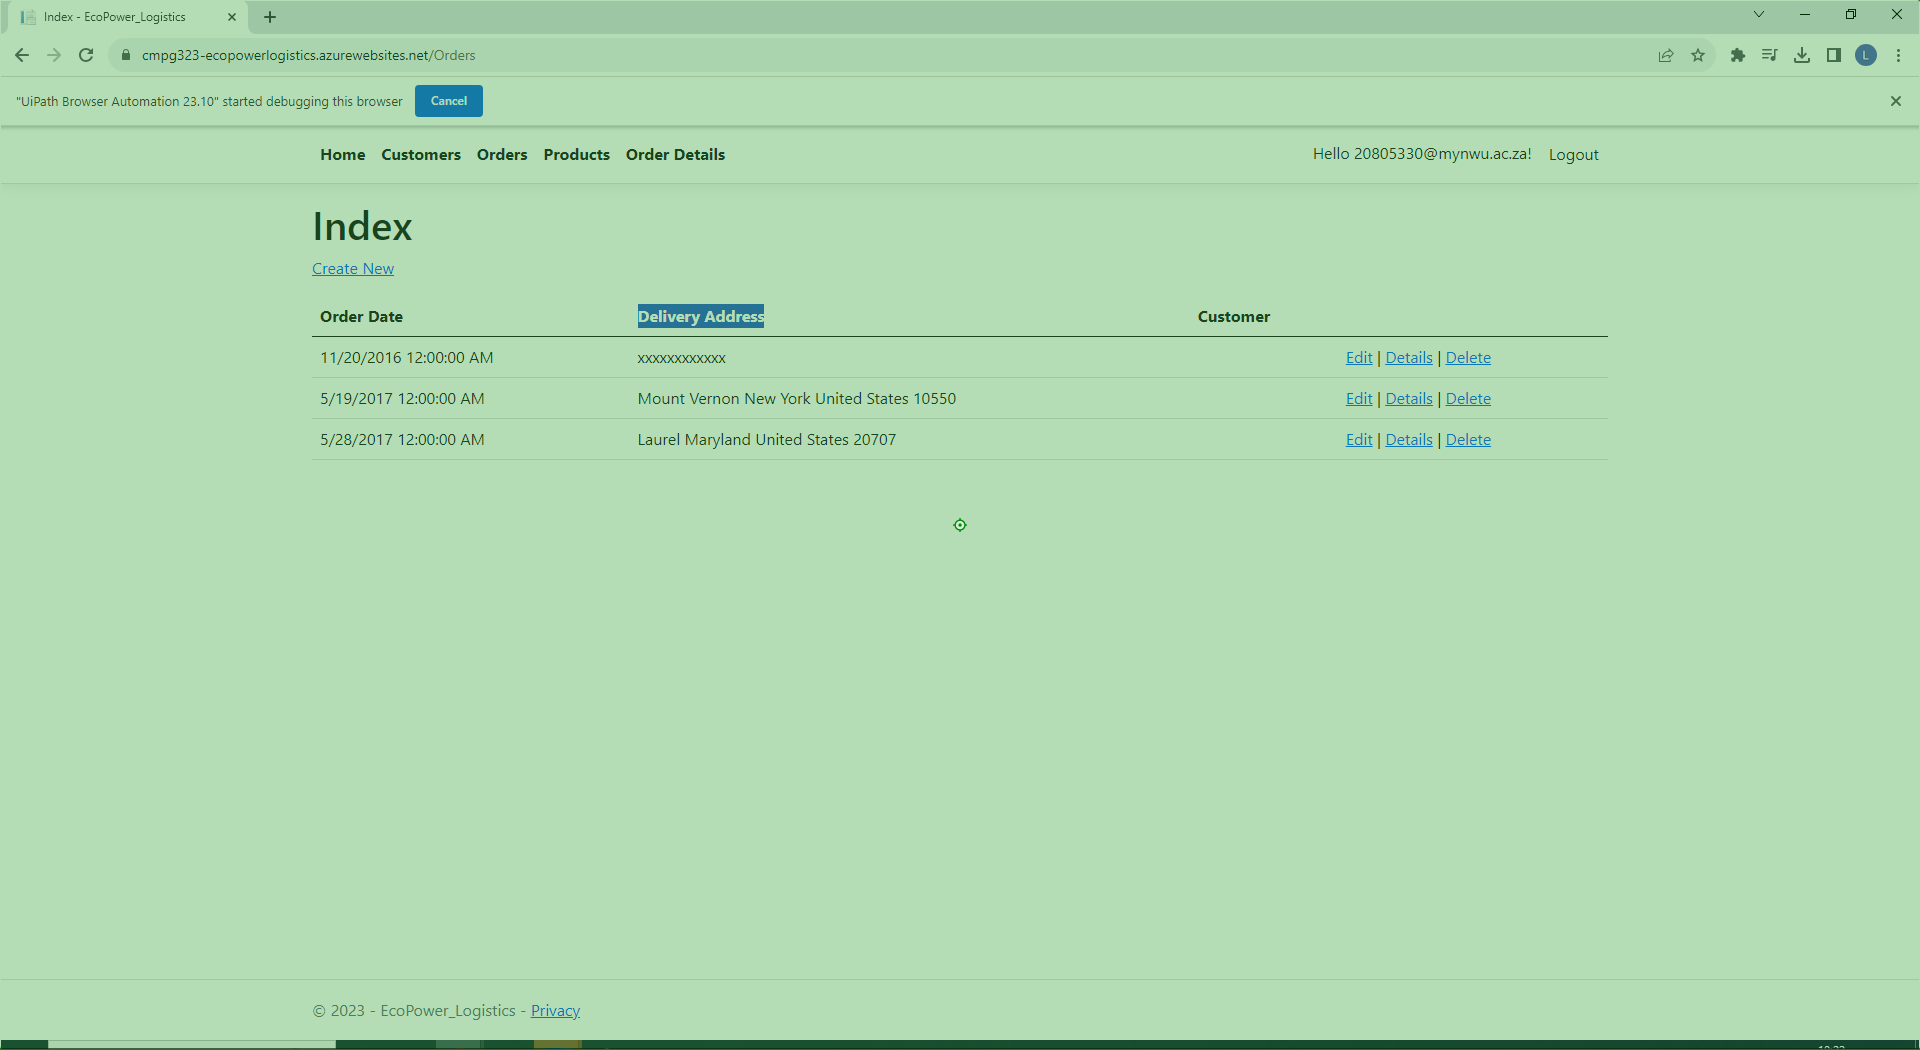 Index - EcoPower_Logistics
cmpg323-ecopowerlogistics.azurewebsites.net/Orders
L
"UiPath Browser Automation 23.10" started debugging this browser Cancel
Home Customers Orders Products Order Details Hello 20805330@mynwu.ac.za! Logout
Index
Create New
Order Date Delivery Address Customer
11/20/2016 12:00:00 AM xxxxxxxxxxxx Edit | Details | Delete
5/19/2017 12:00:00 AM Mount Vernon New York United States 10550 Edit | Details | Delete
5/28/2017 12:00:00 AM Laurel Maryland United States 20707 Edit | Details | Delete
© 2023 - EcoPower_Logistics - Privacy